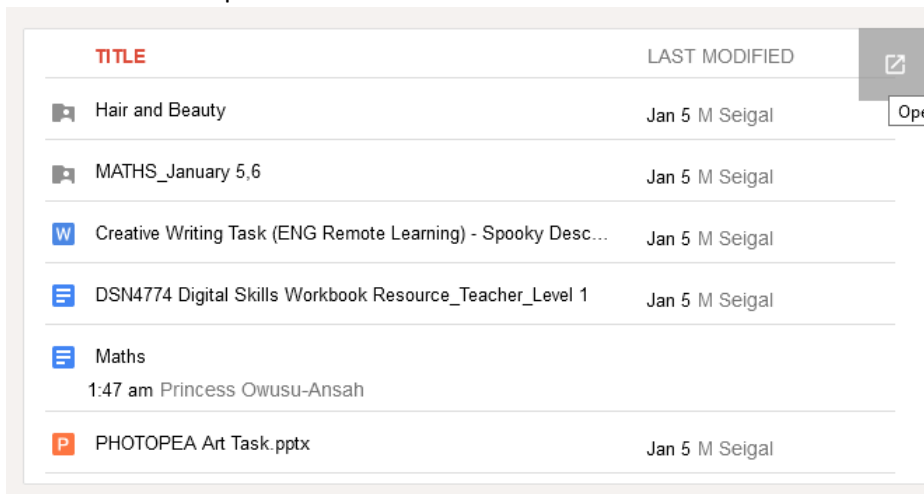 TITLE LAST MODIFIED
Ope
Hair and Beauty Jan 5 M Seigal
MATHS_January 5,6 Jan 5 M Seigal
W Creative Writing Task (ENG Remote Learning) - Spooky Desc... Jan 5 M Seigal
DSN4774 Digital Skills Workbook Resource_Teacher_Level 1 Jan 5 M Seigal
Maths
1:47 am Princess Owusu-Ansah
P PHOTOPEA Art Task.pptx Jan 5 M Seigal